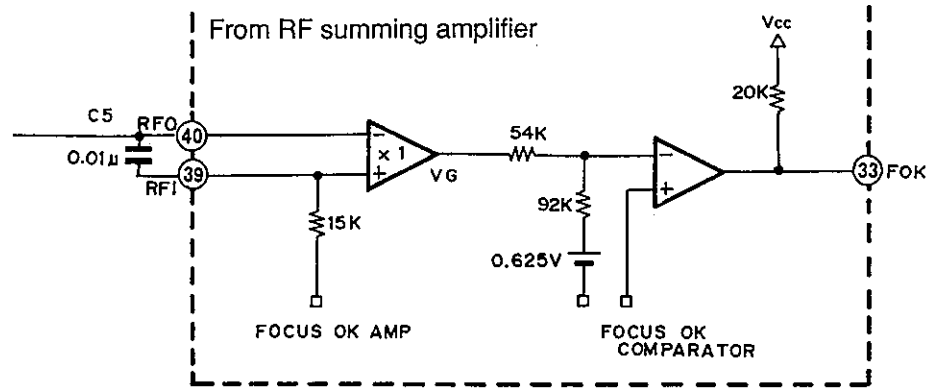 From RF summing amplifier
Vcc
20K
C5
RFO
40
0.01μ
RFI
39
−
× 1
+
VG
54K
−
+
33
FOK
15K
92K
0.625V
FOCUS OK AMP
FOCUS OK
COMPARATOR